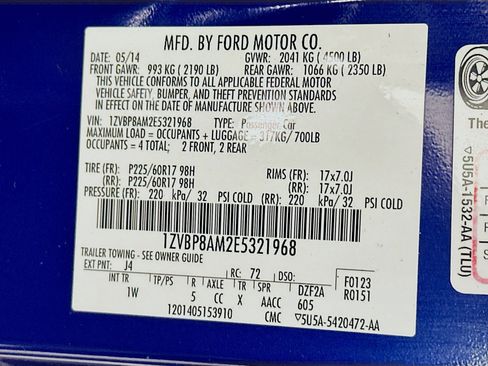 MFD. BY FORD MOTOR CO.
DATE: 05/14 GVWR: 2041 KG (4500 LB)
FRONT GAWR: 993 KG (2190 LB) REAR GAWR: 1066 KG (2350 LB)
THIS VEHICLE CONFORMS TO ALL APPLICABLE FEDERAL MOTOR
VEHICLE SAFETY, BUMPER, AND THEFT PREVENTION STANDARDS
IN EFFECT ON THE DATE OF MANUFACTURE SHOWN ABOVE.
VIN: 1ZVBP8AM2E5321968 TYPE: Passenger Car
MAXIMUM LOAD = OCCUPANTS + LUGGAGE = 317KG/700LB
OCCUPANTS = 4 TOTAL; 2 FRONT, 2 REAR
TIRE (FR): P225/60R17 98H RIMS (FR): 17x7.0J
TIRE (RR): P225/60R17 98H RIMS (RR): 17x7.0J
PRESSURE (FR): 220 kPa/ 32 PSI COLD (RR): 220 kPa/ 32 PSI COLD
1ZVBP8AM2E5321968
TRAILER TOWING - SEE OWNER GUIDE
EXT PNT: J4 RC: 72 DSO: F0123
INT TR TP/PS R AXLE TR SPR DZF2A R0151
1W 5 CC X AACC 605
1201405153910 CMC ▽5U5A-5420472-AA
The
▽5U5A-1532-AA (TLU)